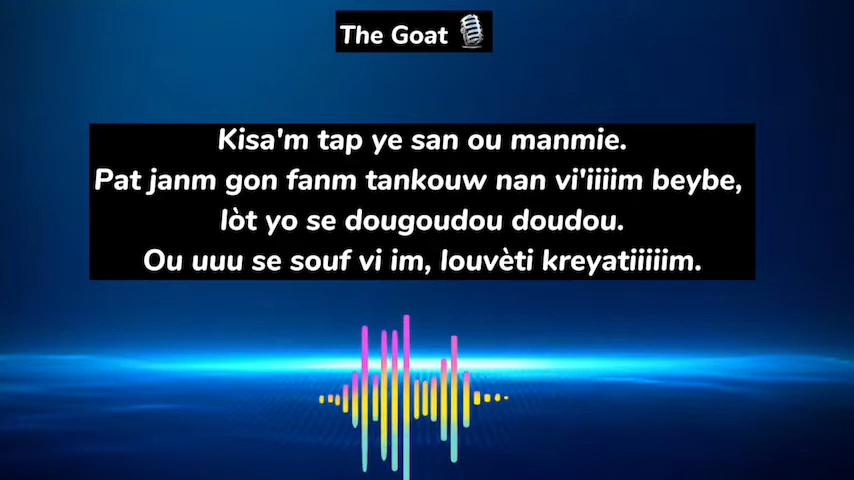 The Goat
Kisa'm tap ye san ou manmie.
Pat janm gon fanm tankouw nan vi'iiiim beybe,
lòt yo se dougoudou doudou.
Ou uuu se souf vi im, louvèti kreyatiiiiim.